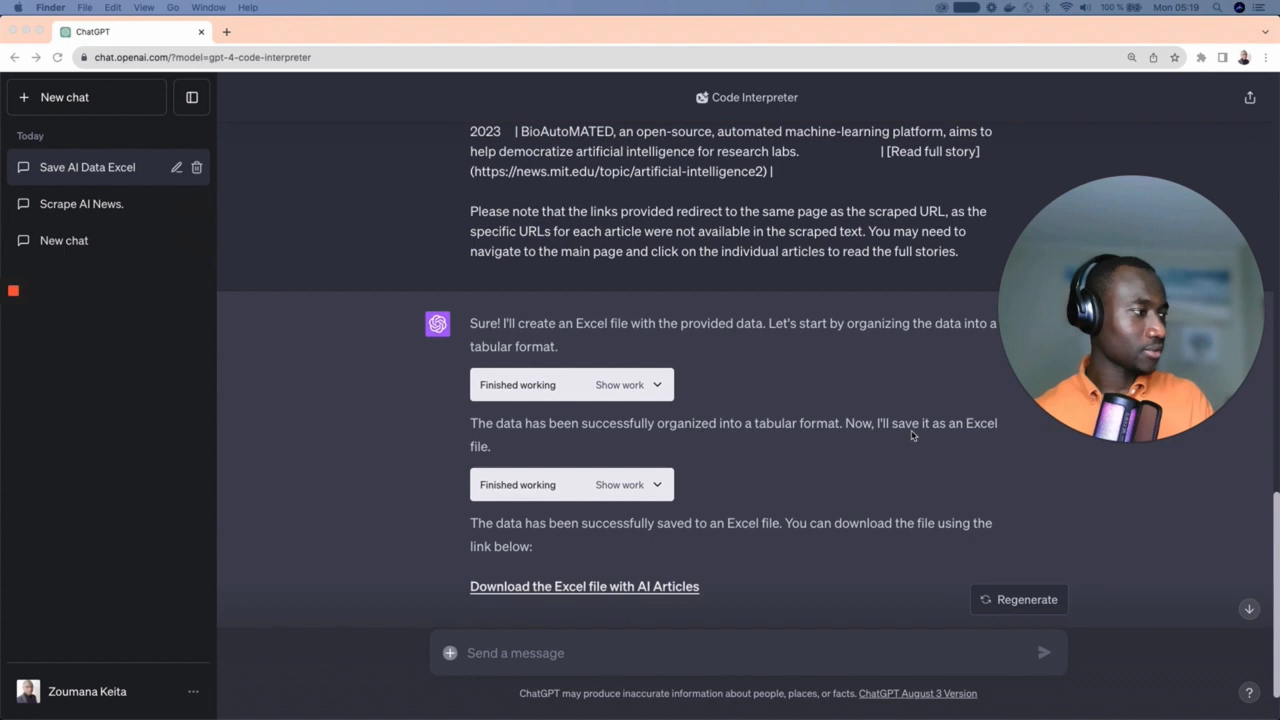 Finder File Edit View Go Window Help 100 % Mon 05:19
ChatGPT
chat.openai.com/?model=gpt-4-code-interpreter
New chat
Code Interpreter
Today
Save AI Data Excel
Scrape AI News.
New chat
2023 | BioAutoMATED, an open-source, automated machine-learning platform, aims to
help democratize artificial intelligence for research labs. | [Read full story]
(https://news.mit.edu/topic/artificial-intelligence2) |
Please note that the links provided redirect to the same page as the scraped URL, as the
specific URLs for each article were not available in the scraped text. You may need to
navigate to the main page and click on the individual articles to read the full stories.
Sure! I'll create an Excel file with the provided data. Let's start by organizing the data into a
tabular format.
Finished working Show work
The data has been successfully organized into a tabular format. Now, I'll save it as an Excel
file.
Finished working Show work
The data has been successfully saved to an Excel file. You can download the file using the
link below:
Download the Excel file with AI Articles
Regenerate
Send a message
Zoumana Keita
ChatGPT may produce inaccurate information about people, places, or facts. ChatGPT August 3 Version
?